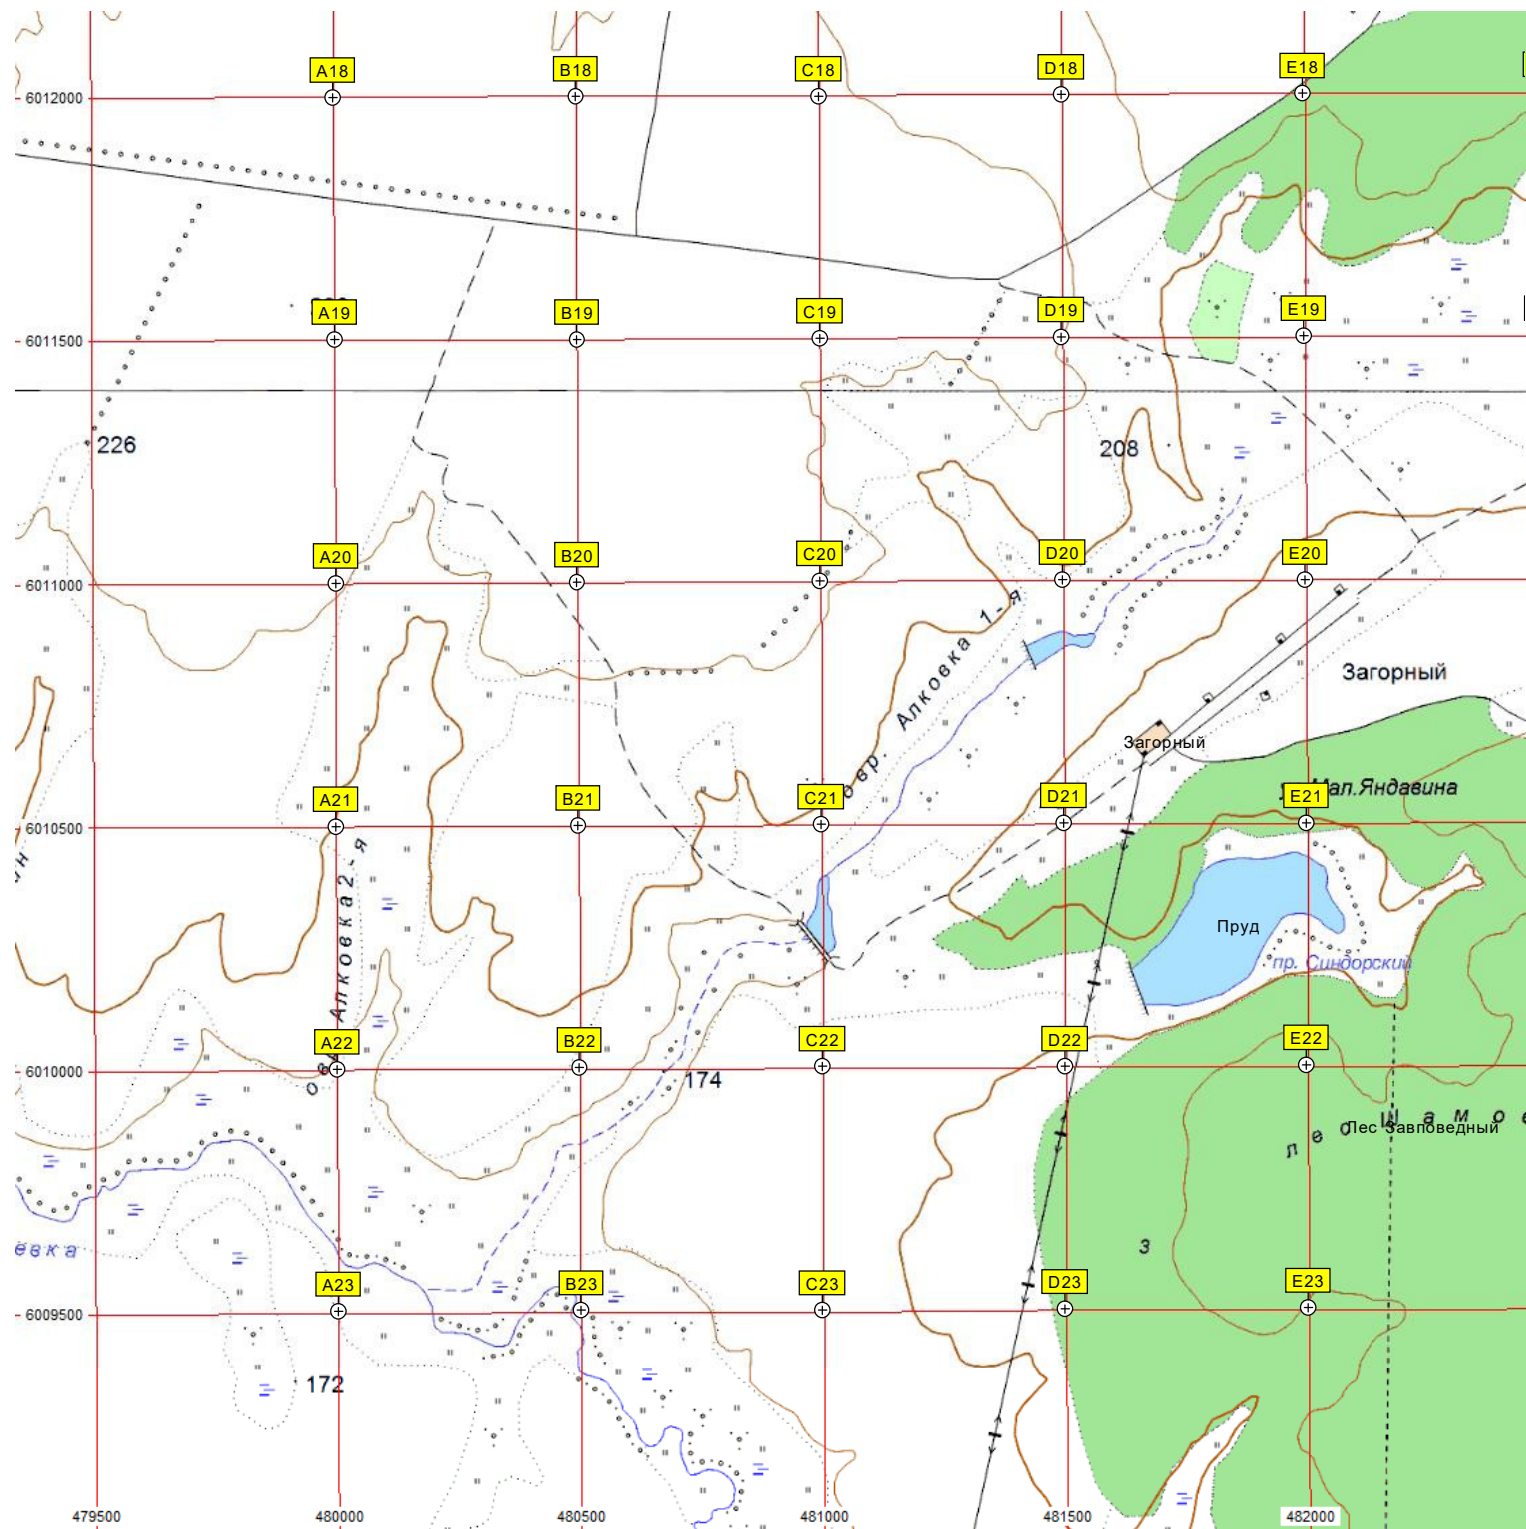 A18 B18 C18 D18 E18
6012000
A19 B19 C19 D19 E19
6011500
226 208
A20 B20 C20 D20 E20
6011000
овр. Алковка 1-я
Загорный
Загорный
A21 B21 C21 D21 E21
Мал.Яндавина
6010500
Алковка 2-я
Пруд
пр. Синдорский
A22 B22 C22 D22 E22
6010000
174
Лес Завповедный
ёвка
З
A23 B23 C23 D23 E23
6009500
172
479500 480000 480500 481000 481500 482000